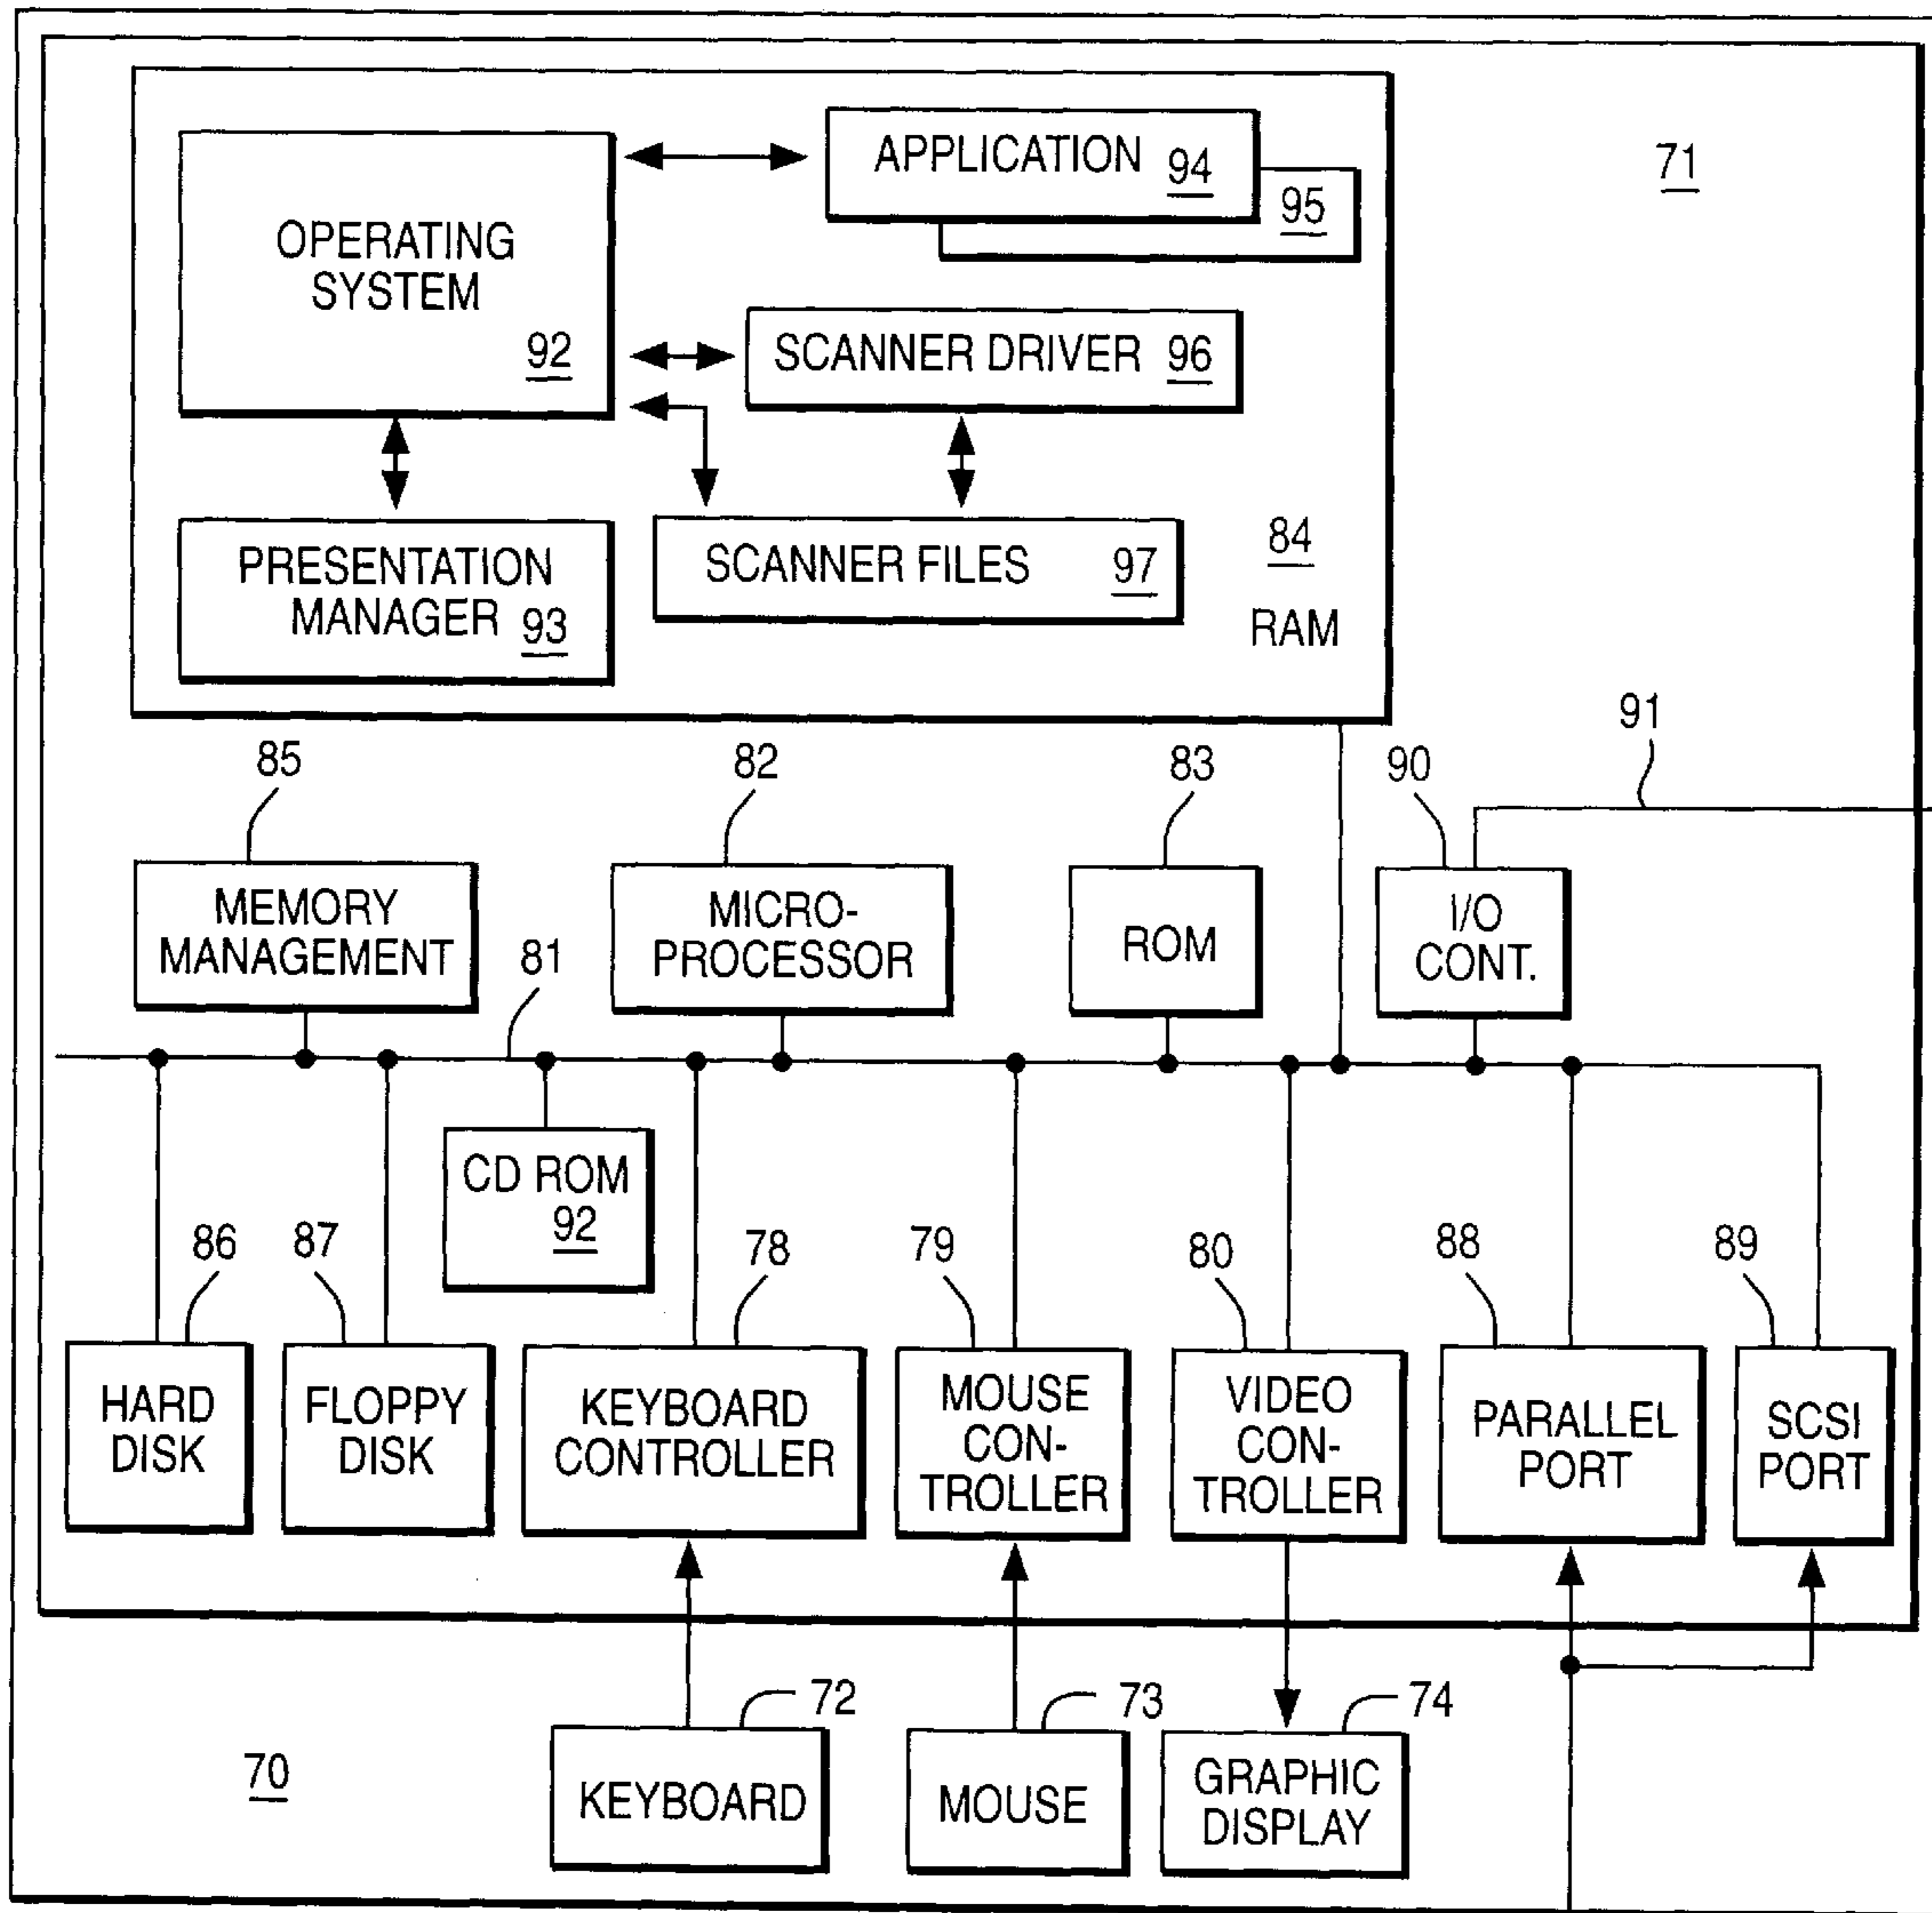 APPLICATION 94
71
95
OPERATING
SYSTEM
92
SCANNER DRIVER 96
PRESENTATION
MANAGER 93
SCANNER FILES 97
84
RAM
91
85
82
83
90
MEMORY
MANAGEMENT
MICRO-
PROCESSOR
ROM
I/O
CONT.
81
CD ROM
92
86
87
78
79
80
88
89
HARD
DISK
FLOPPY
DISK
KEYBOARD
CONTROLLER
MOUSE
CON-
TROLLER
VIDEO
CON-
TROLLER
PARALLEL
PORT
SCSI
PORT
72
73
74
70
KEYBOARD
MOUSE
GRAPHIC
DISPLAY